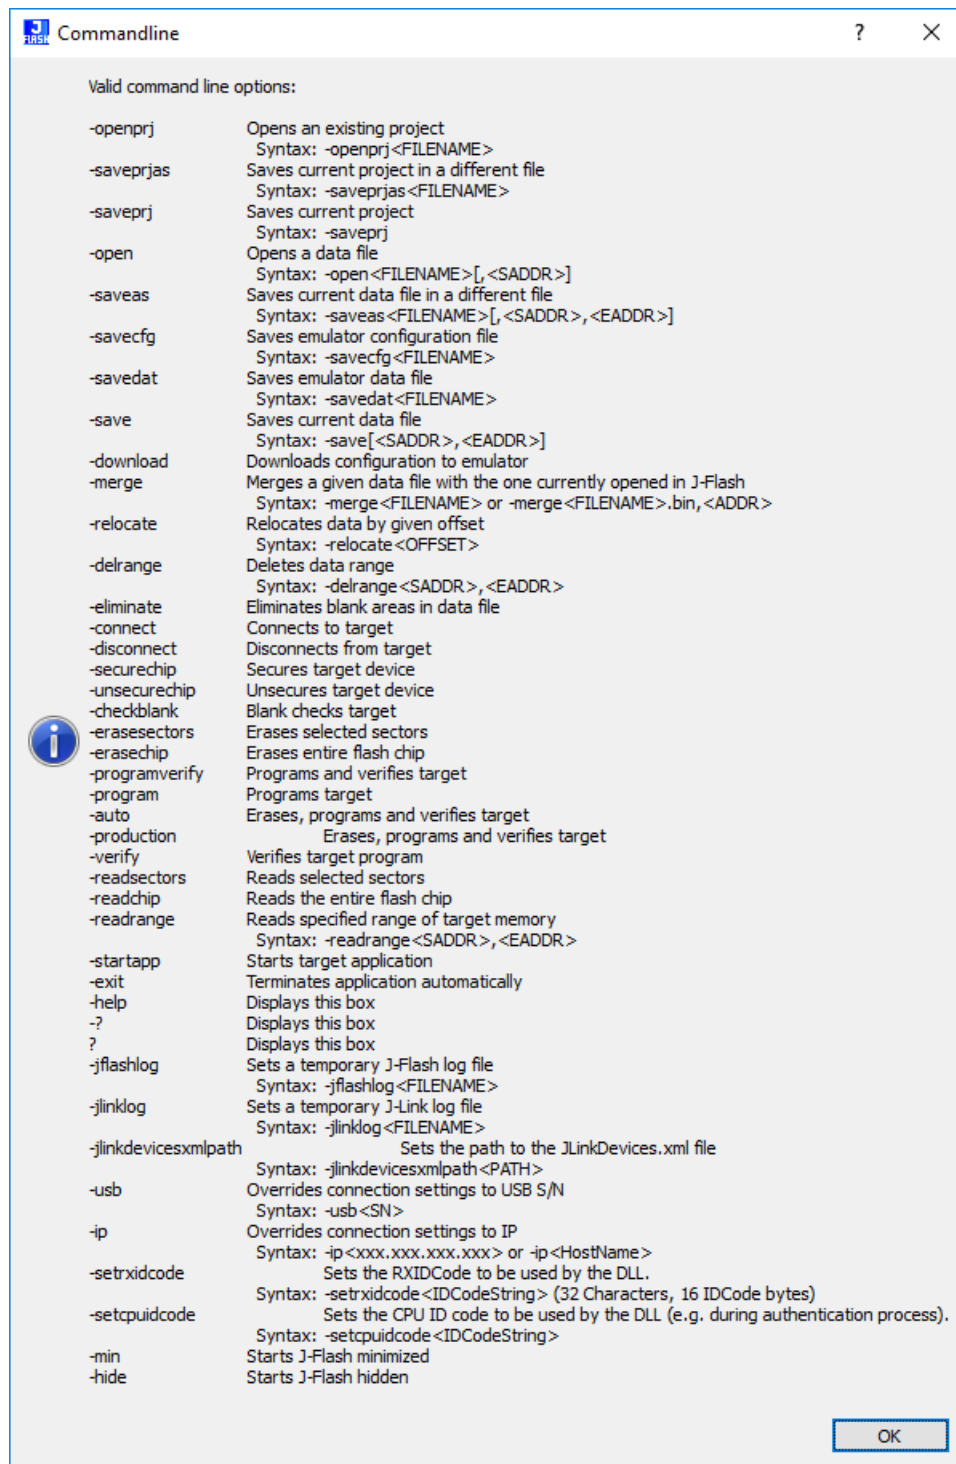 J FLASH Commandline ? ×
Valid command line options:
-openprj Opens an existing project
Syntax: -openprj<FILENAME>
-saveprjas Saves current project in a different file
Syntax: -saveprjas<FILENAME>
-saveprj Saves current project
Syntax: -saveprj
-open Opens a data file
Syntax: -open<FILENAME>[,<SADDR>]
-saveas Saves current data file in a different file
Syntax: -saveas<FILENAME>[,<SADDR>,<EADDR>]
-savecfg Saves emulator configuration file
Syntax: -savecfg<FILENAME>
-savedat Saves emulator data file
Syntax: -savedat<FILENAME>
-save Saves current data file
Syntax: -save[<SADDR>,<EADDR>]
-download Downloads configuration to emulator
-merge Merges a given data file with the one currently opened in J-Flash
Syntax: -merge<FILENAME> or -merge<FILENAME>.bin,<ADDR>
-relocate Relocates data by given offset
Syntax: -relocate<OFFSET>
-delrange Deletes data range
Syntax: -delrange<SADDR>,<EADDR>
-eliminate Eliminates blank areas in data file
-connect Connects to target
-disconnect Disconnects from target
-securechip Secures target device
-unsecurechip Unsecures target device
-checkblank Blank checks target
-erasesectors Erases selected sectors
-erasechip Erases entire flash chip
-programverify Programs and verifies target
-program Programs target
-auto Erases, programs and verifies target
-production Erases, programs and verifies target
-verify Verifies target program
-readsectors Reads selected sectors
-readchip Reads the entire flash chip
-readrange Reads specified range of target memory
Syntax: -readrange<SADDR>,<EADDR>
-startapp Starts target application
-exit Terminates application automatically
-help Displays this box
-? Displays this box
? Displays this box
-jflashlog Sets a temporary J-Flash log file
Syntax: -jflashlog<FILENAME>
-jlinklog Sets a temporary J-Link log file
Syntax: -jlinklog<FILENAME>
-jlinkdevicesxmlpath Sets the path to the JLinkDevices.xml file
Syntax: -jlinkdevicesxmlpath<PATH>
-usb Overrides connection settings to USB S/N
Syntax: -usb<SN>
-ip Overrides connection settings to IP
Syntax: -ip<xxx.xxx.xxx.xxx> or -ip<HostName>
-setrxidcode Sets the RXIDCode to be used by the DLL.
Syntax: -setrxidcode<IDCodeString> (32 Characters, 16 IDCode bytes)
-setcpuidcode Sets the CPU ID code to be used by the DLL (e.g. during authentication process).
Syntax: -setcpuidcode<IDCodeString>
-min Starts J-Flash minimized
-hide Starts J-Flash hidden
OK